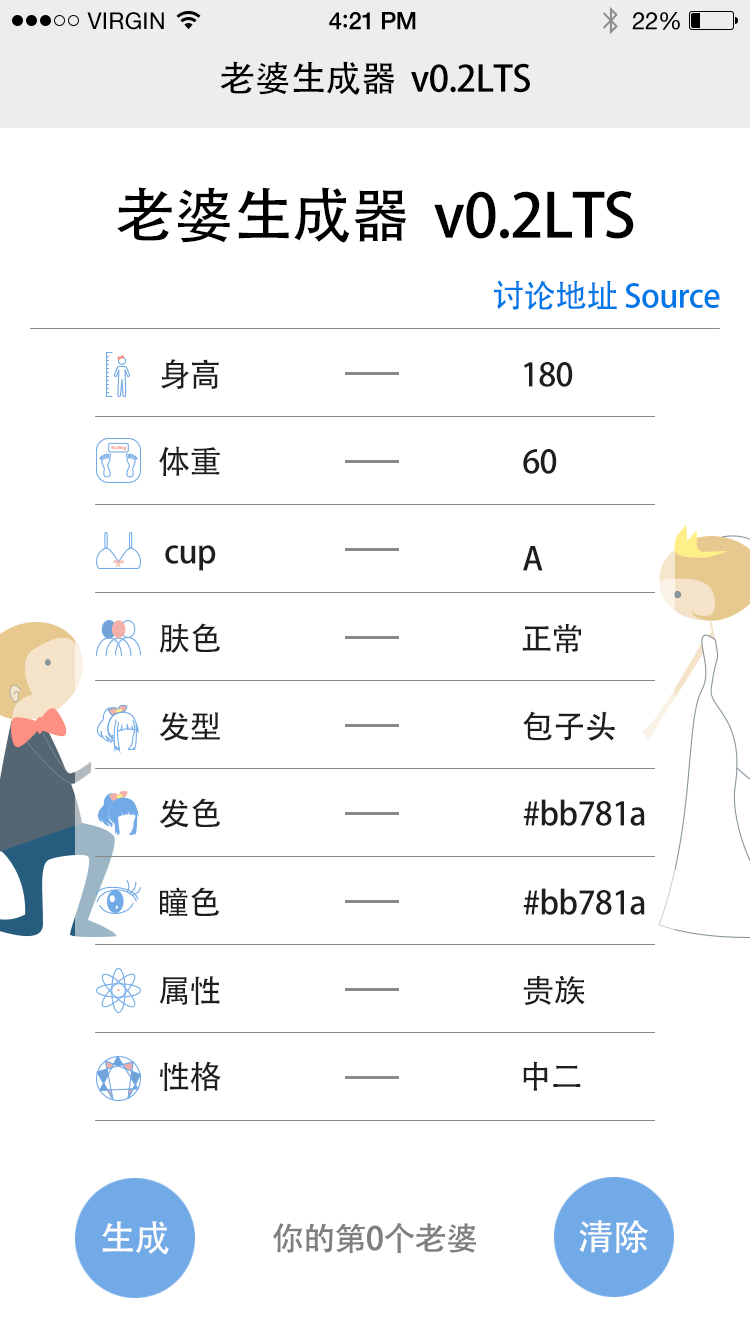 VIRGIN 4:21 PM 22%
老婆生成器 v0.2LTS
老婆生成器 v0.2LTS
讨论地址 Source
身高 — 180
体重 — 60
cup — A
肤色 — 正常
发型 — 包子头
发色 — #bb781a
瞳色 — #bb781a
属性 — 贵族
性格 — 中二
生成 你的第0个老婆 清除